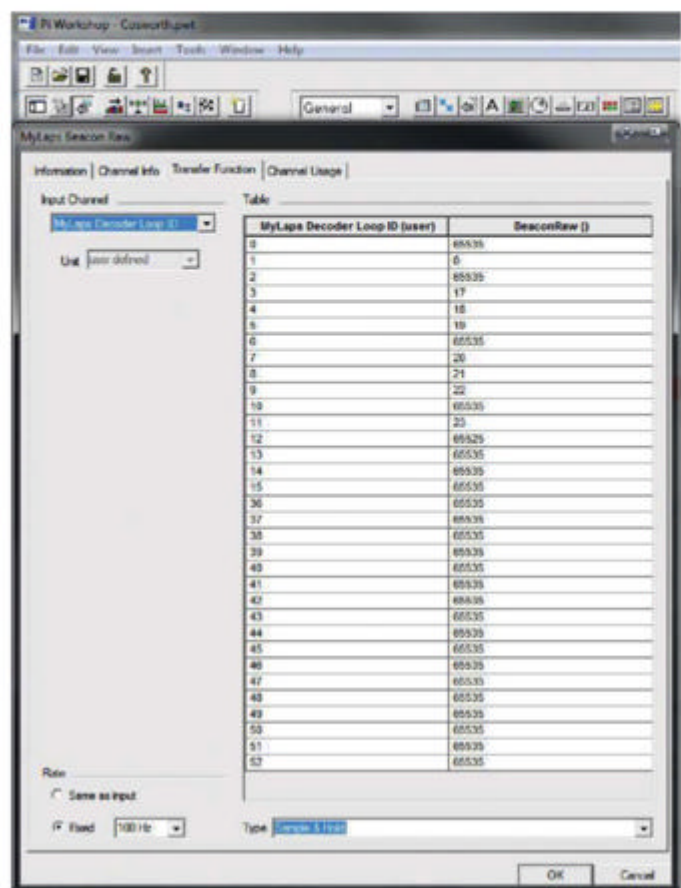 Pi Workshop - Cosworth.pwt
File Edit View Insert Tools Window Help
General
MyLaps Beacon Raw
Information Channel Info Transfer Function Channel Usage
Input Channel
MyLaps Decoder Loop ID
Unit user defined
Table
MyLaps Decoder Loop ID (user) BeaconRaw ()
0 65535
1 6
2 65535
3 17
4 18
5 19
6 65535
7 20
8 21
9 22
10 65535
11 23
12 65525
13 65535
14 65535
15 65535
36 65535
37 65535
38 65535
39 65535
40 65535
41 65535
42 65535
43 65535
44 65535
45 65535
46 65535
47 65535
48 65535
49 65535
50 65535
51 65535
52 65535
Rate
Same as input
Fixed 100 Hz
Type Sample & Hold
OK Cancel